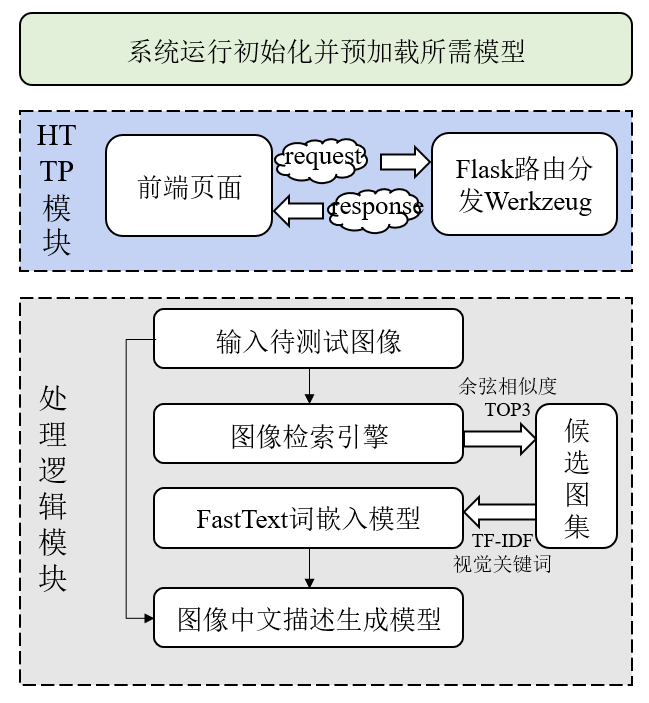 系统运行初始化并预加载所需模型
HT
TP
模
块
前端页面
request
response
Flask路由分
发Werkzeug
处
理
逻
辑
模
块
输入待测试图像
图像检索引擎
余弦相似度
TOP3
候
选
图
集
FastText词嵌入模型
TF-IDF
视觉关键词
图像中文描述生成模型